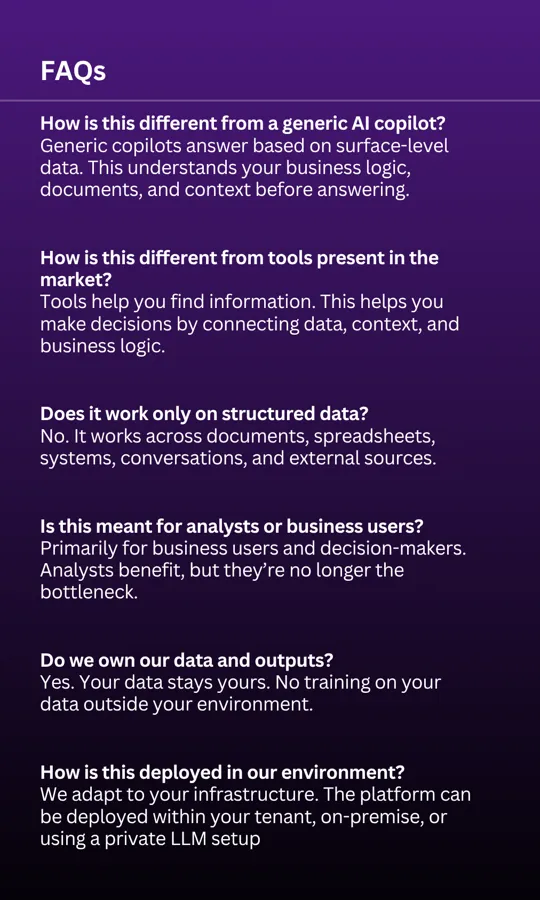 FAQs
How is this different from a generic AI copilot?
Generic copilots answer based on surface-level
data. This understands your business logic,
documents, and context before answering.
How is this different from tools present in the
market?
Tools help you find information. This helps you
make decisions by connecting data, context, and
business logic.
Does it work only on structured data?
No. It works across documents, spreadsheets,
systems, conversations, and external sources.
Is this meant for analysts or business users?
Primarily for business users and decision-makers.
Analysts benefit, but they’re no longer the
bottleneck.
Do we own our data and outputs?
Yes. Your data stays yours. No training on your
data outside your environment.
How is this deployed in our environment?
We adapt to your infrastructure. The platform can
be deployed within your tenant, on-premise, or
using a private LLM setup